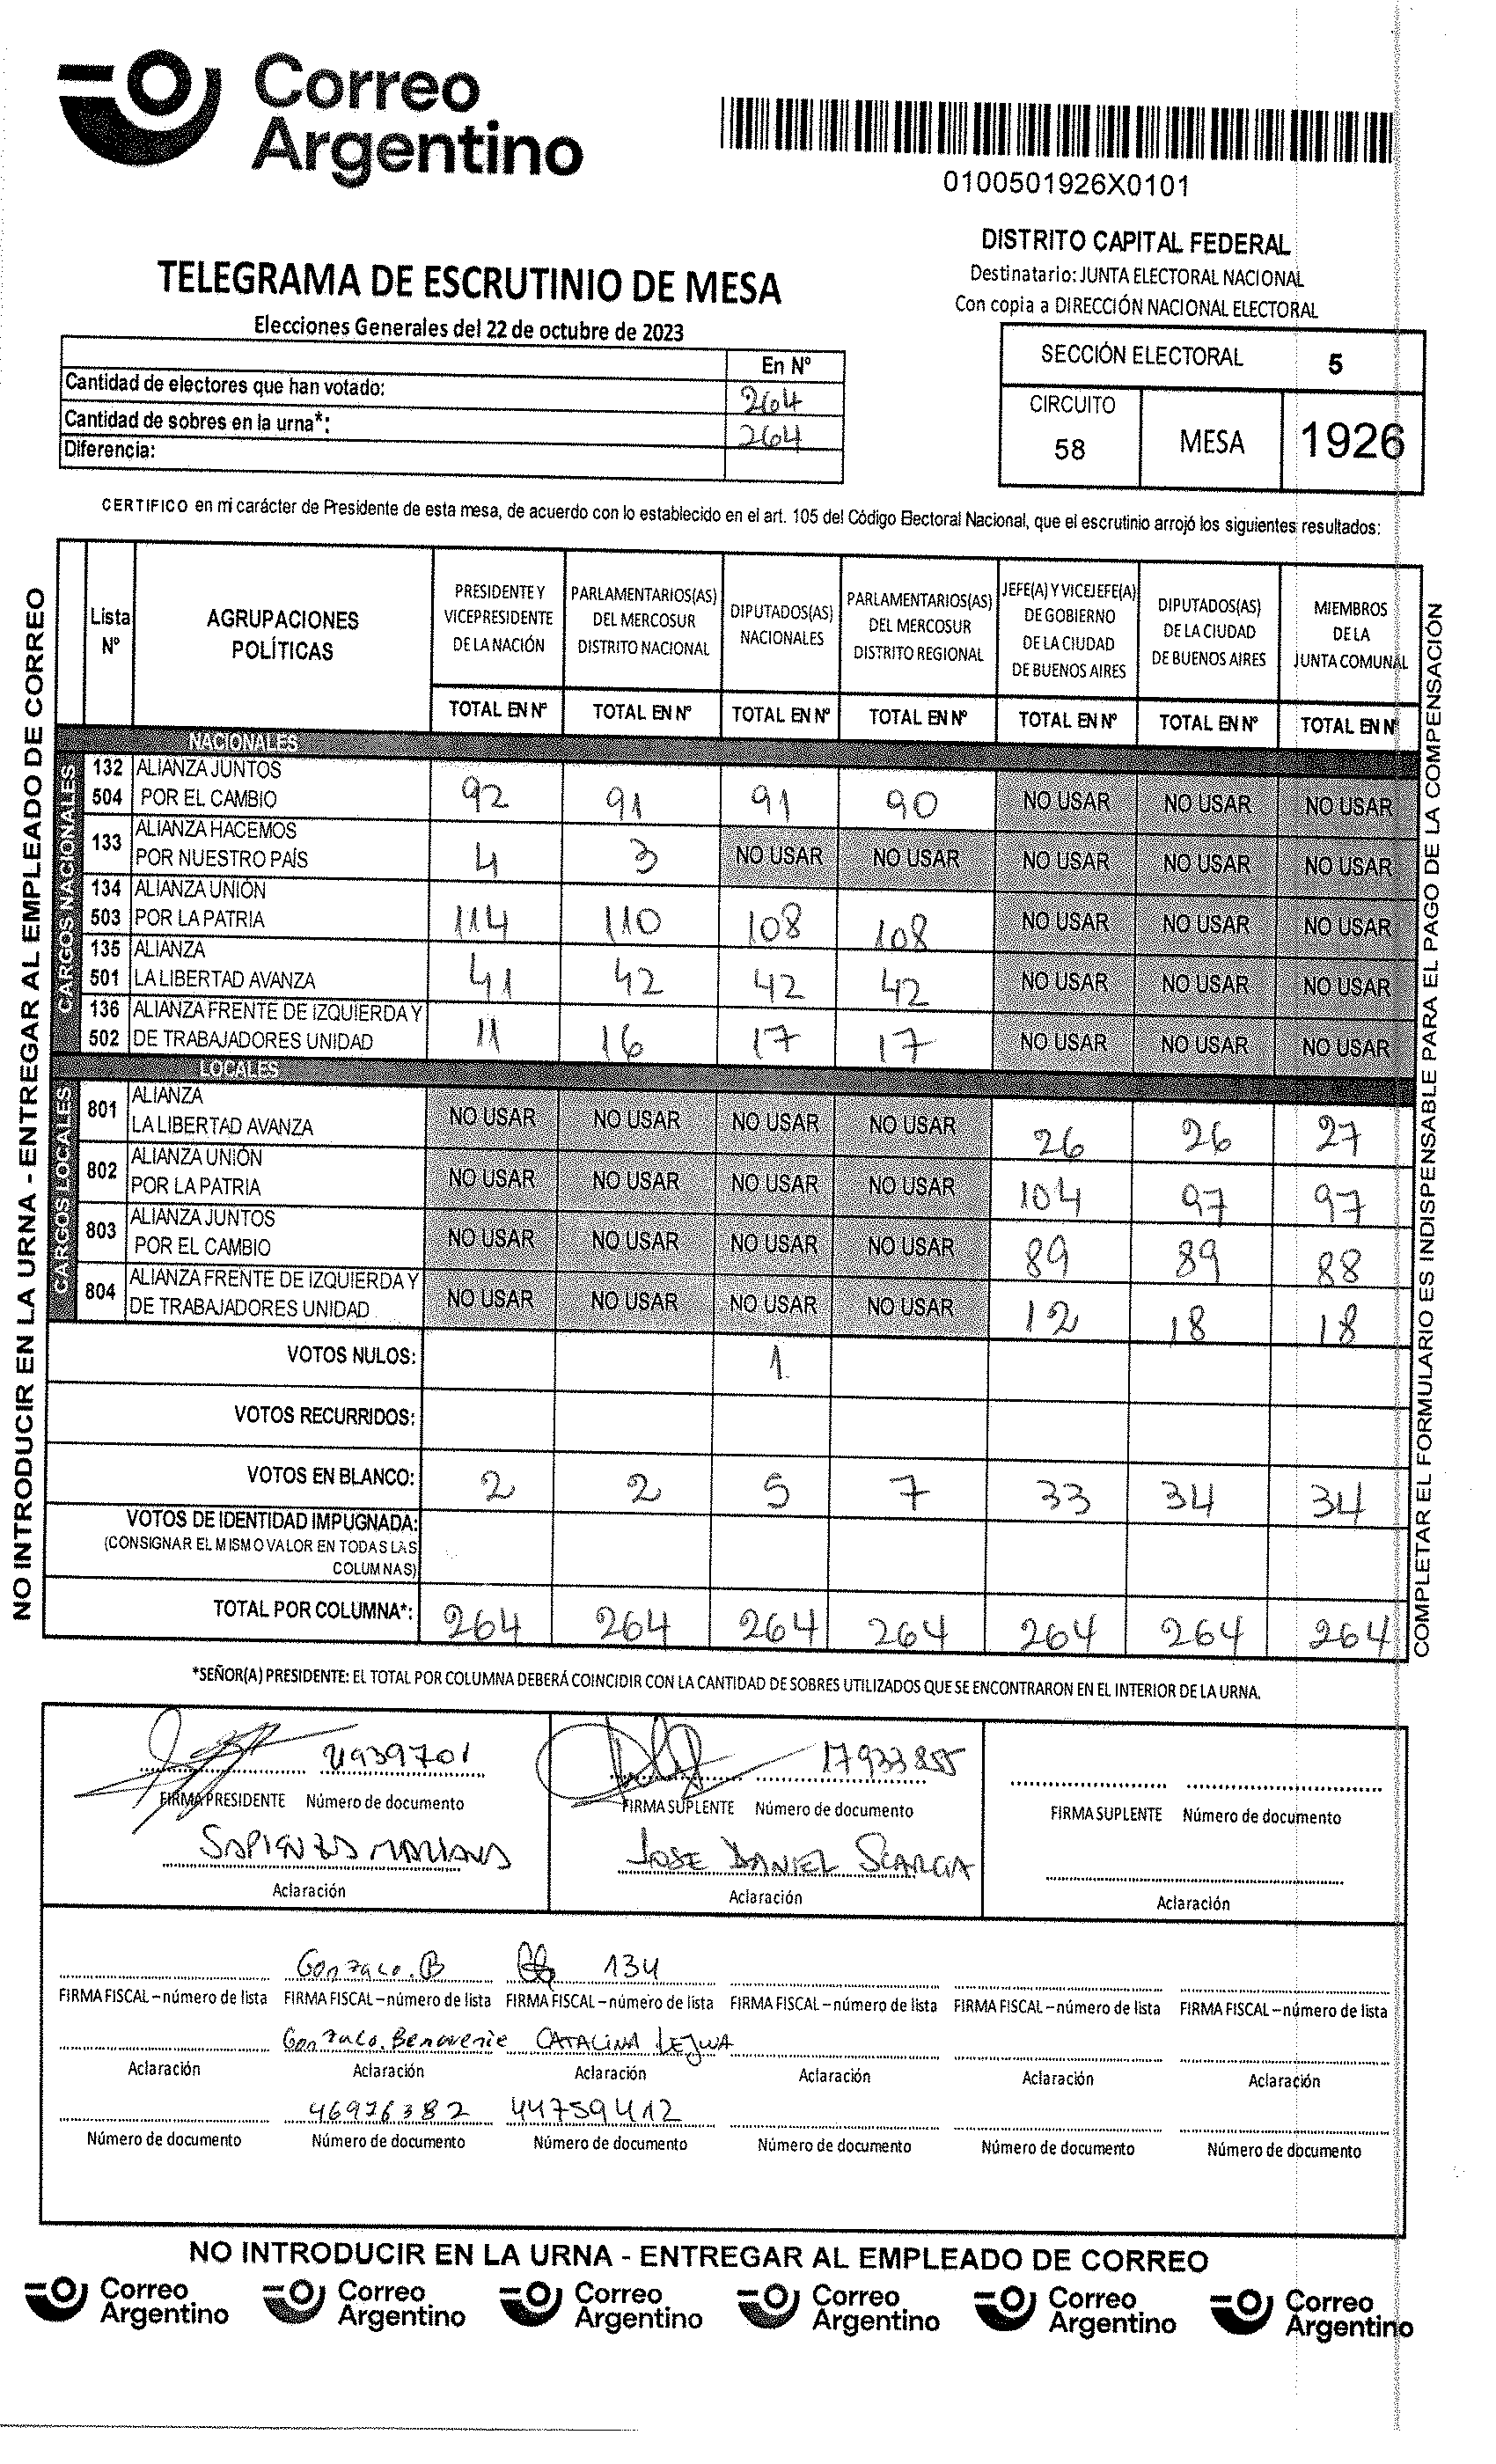 Correo
Argentino
0100501926X0101
DISTRITO CAPITAL FEDERAL
Destinatario: JUNTA ELECTORAL NACIONAL
Con copia a DIRECCIÓN NACIONAL ELECTORAL
TELEGRAMA DE ESCRUTINIO DE MESA
Elecciones Generales del 22 de octubre de 2023
En Nº
Cantidad de electores que han votado: 264
Cantidad de sobres en la urna*: 264
Diferencia:
SECCIÓN ELECTORAL 5
CIRCUITO
58 MESA 1926
CERTIFICO en mi carácter de Presidente de esta mesa, de acuerdo con lo establecido en el art. 105 del Código Electoral Nacional, que el escrutinio arrojó los siguientes resultados:
NO INTRODUCIR EN LA URNA - ENTREGAR AL EMPLEADO DE CORREO
Lista Nº
AGRUPACIONES POLÍTICAS
PRESIDENTE Y VICEPRESIDENTE DE LA NACIÓN
PARLAMENTARIOS(AS) DEL MERCOSUR DISTRITO NACIONAL
DIPUTADOS(AS) NACIONALES
PARLAMENTARIOS(AS) DEL MERCOSUR DISTRITO REGIONAL
JEFE(A) Y VICEJEFE(A) DE GOBIERNO DE LA CIUDAD DE BUENOS AIRES
DIPUTADOS(AS) DE LA CIUDAD DE BUENOS AIRES
MIEMBROS DE LA JUNTA COMUNAL
TOTAL EN Nº TOTAL EN Nº TOTAL EN Nº TOTAL EN Nº TOTAL EN Nº TOTAL EN Nº TOTAL EN Nº
NACIONALES
CARGOS NACIONALES
132 ALIANZA JUNTOS
504 POR EL CAMBIO 92 91 91 90 NO USAR NO USAR NO USAR
133 ALIANZA HACEMOS
POR NUESTRO PAÍS 4 3 NO USAR NO USAR NO USAR NO USAR NO USAR
134 ALIANZA UNIÓN
503 POR LA PATRIA 114 110 108 108 NO USAR NO USAR NO USAR
135 ALIANZA
501 LA LIBERTAD AVANZA 41 42 42 42 NO USAR NO USAR NO USAR
136 ALIANZA FRENTE DE IZQUIERDA Y
502 DE TRABAJADORES UNIDAD 11 16 17 17 NO USAR NO USAR NO USAR
LOCALES
CARGOS LOCALES
801 ALIANZA
LA LIBERTAD AVANZA NO USAR NO USAR NO USAR NO USAR 26 26 27
802 ALIANZA UNIÓN
POR LA PATRIA NO USAR NO USAR NO USAR NO USAR 104 97 97
803 ALIANZA JUNTOS
POR EL CAMBIO NO USAR NO USAR NO USAR NO USAR 89 89 88
804 ALIANZA FRENTE DE IZQUIERDA Y
DE TRABAJADORES UNIDAD NO USAR NO USAR NO USAR NO USAR 12 18 18
VOTOS NULOS: 1
VOTOS RECURRIDOS:
VOTOS EN BLANCO: 2 2 5 7 33 34 34
VOTOS DE IDENTIDAD IMPUGNADA:
(CONSIGNAR EL MISMO VALOR EN TODAS LAS
COLUMNAS)
TOTAL POR COLUMNA*: 264 264 264 264 264 264 264
COMPLETAR EL FORMULARIO ES INDISPENSABLE PARA EL PAGO DE LA COMPENSACIÓN
*SEÑOR(A) PRESIDENTE: EL TOTAL POR COLUMNA DEBERÁ COINCIDIR CON LA CANTIDAD DE SOBRES UTILIZADOS QUE SE ENCONTRARON EN EL INTERIOR DE LA URNA.
17933855
FIRMA PRESIDENTE Número de documento FIRMA SUPLENTE Número de documento FIRMA SUPLENTE Número de documento
JOSE DANIEL SCARCIA
Aclaración Aclaración Aclaración
Gonzalo.B 134
FIRMA FISCAL – número de lista FIRMA FISCAL – número de lista FIRMA FISCAL – número de lista FIRMA FISCAL – número de lista FIRMA FISCAL – número de lista FIRMA FISCAL – número de lista
Gonzalo. CATALINA
Aclaración Aclaración Aclaración Aclaración Aclaración Aclaración
46976382 44759412
Número de documento Número de documento Número de documento Número de documento Número de documento Número de documento
NO INTRODUCIR EN LA URNA - ENTREGAR AL EMPLEADO DE CORREO
Correo Argentino Correo Argentino Correo Argentino Correo Argentino Correo Argentino Correo Argentino